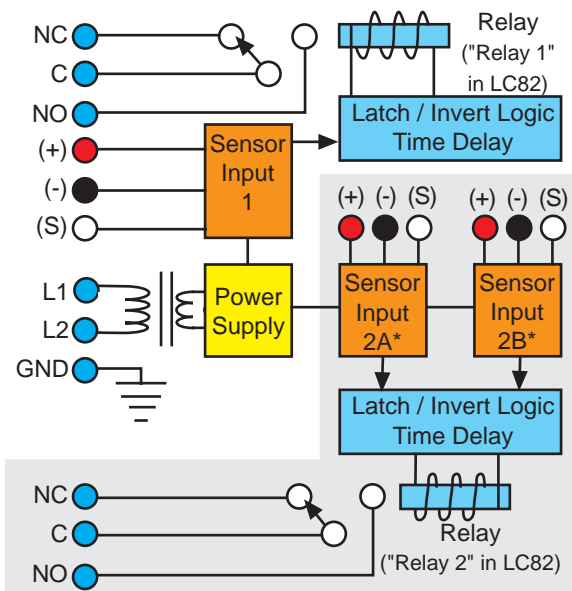 NC
C
NO
(+)
(-)
(S)
Relay
("Relay 1"
in LC82)
Latch / Invert Logic
Time Delay
Sensor
Input
1
(+) (-) (S)
(+) (-) (S)
L1
L2
GND
Power
Supply
Sensor
Input
2A*
Sensor
Input
2B*
Latch / Invert Logic
Time Delay
NC
C
NO
Relay
("Relay 2" in LC82)